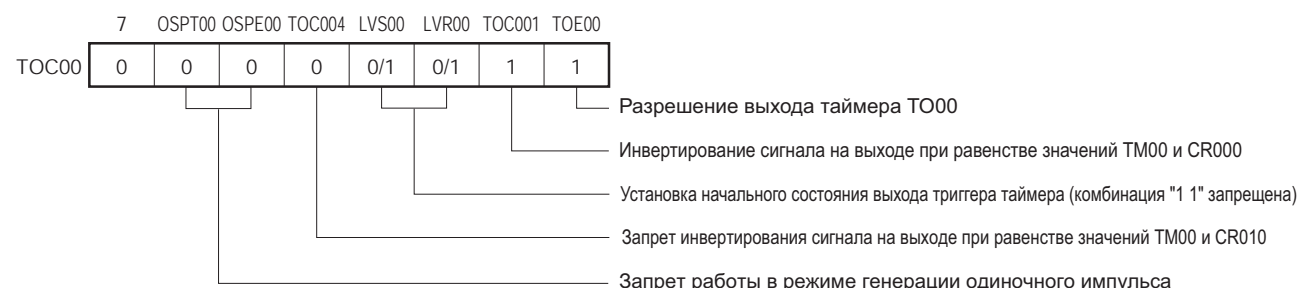 7 OSPT00 OSPE00 TOC004 LVS00 LVR00 TOC001 TOE00
TOC00 0 0 0 0 0/1 0/1 1 1
Разрешение выхода таймера TO00
Инвертирование сигнала на выходе при равенстве значений TM00 и CR000
Установка начального состояния выхода триггера таймера (комбинация "1 1" запрещена)
Запрет инвертирования сигнала на выходе при равенстве значений TM00 и CR010
Запрет работы в режиме генерации одиночного импульса